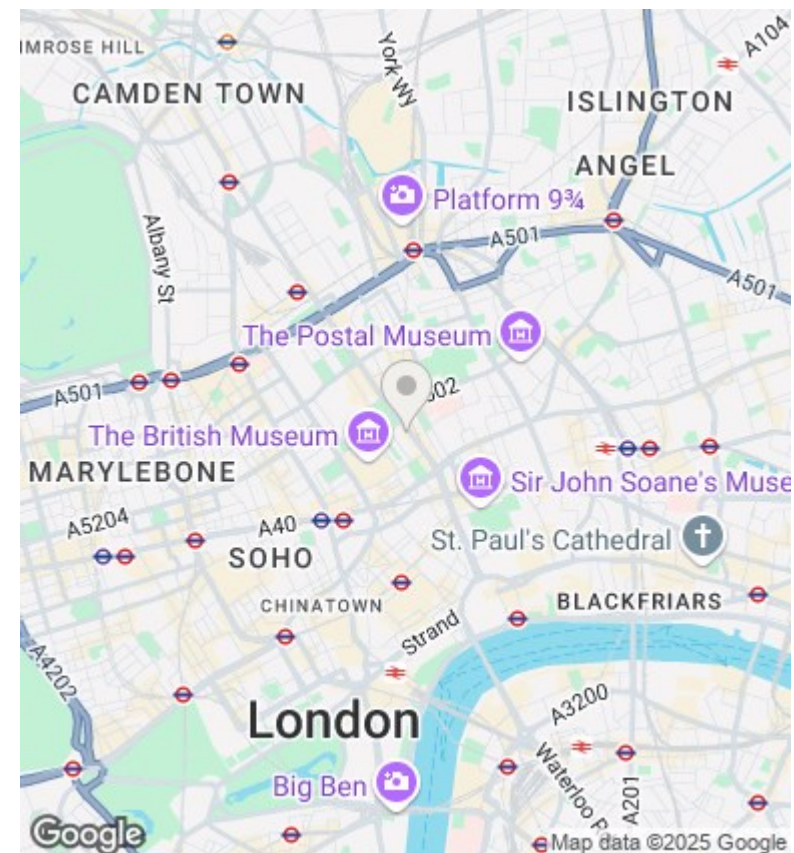 IMROSE HILL
CAMDEN TOWN
York Wy
A104
ISLINGTON
ANGEL
Platform 9¾
A501
Albany St
A501
The Postal Museum
A501
502
The British Museum
MARYLEBONE
Sir John Soane's Muse
A5204
A40
SOHO
St. Paul's Cathedral
CHINATOWN
BLACKFRIARS
Strand
A4202
A3200
London
Waterloo
A201
Big Ben
Google
Map data ©2025 Google